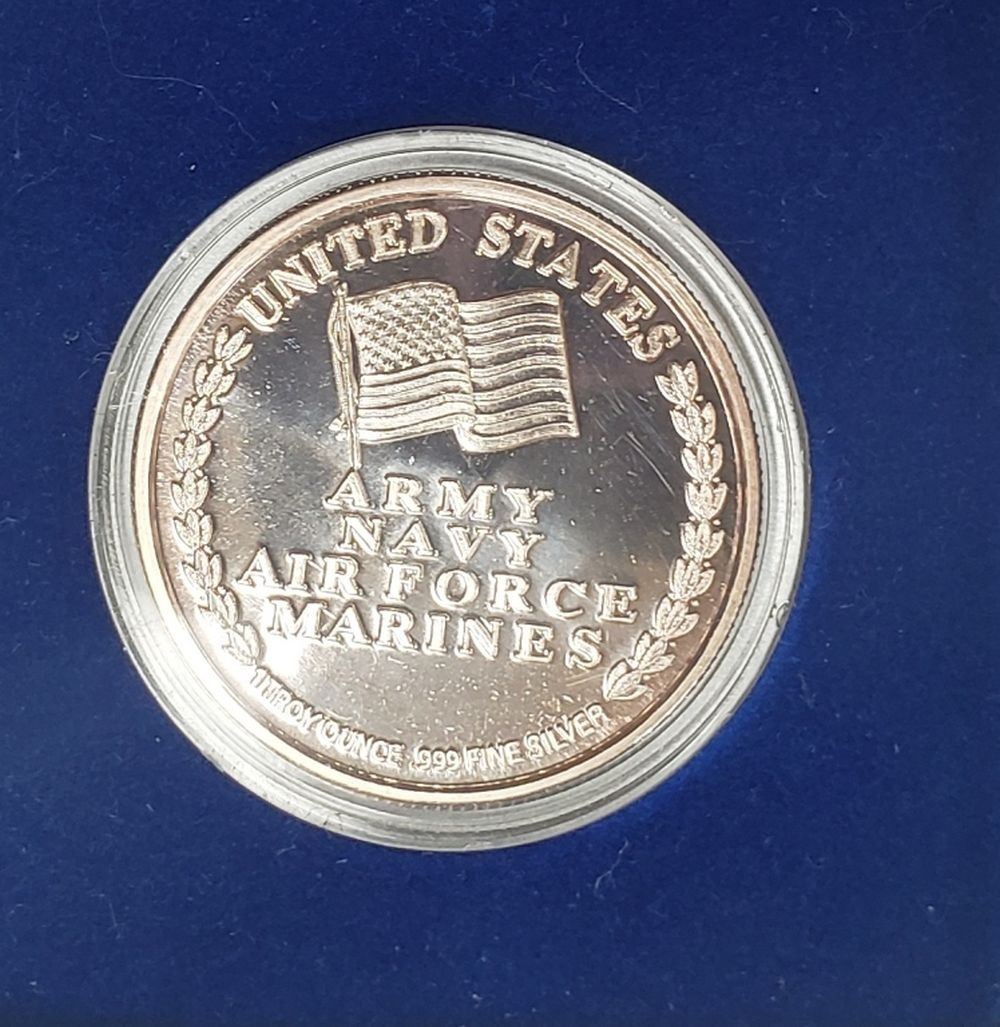 UNITED STATES
ARMY
NAVY
AIR FORCE
MARINES
1 TROY OUNCE .999 FINE SILVER